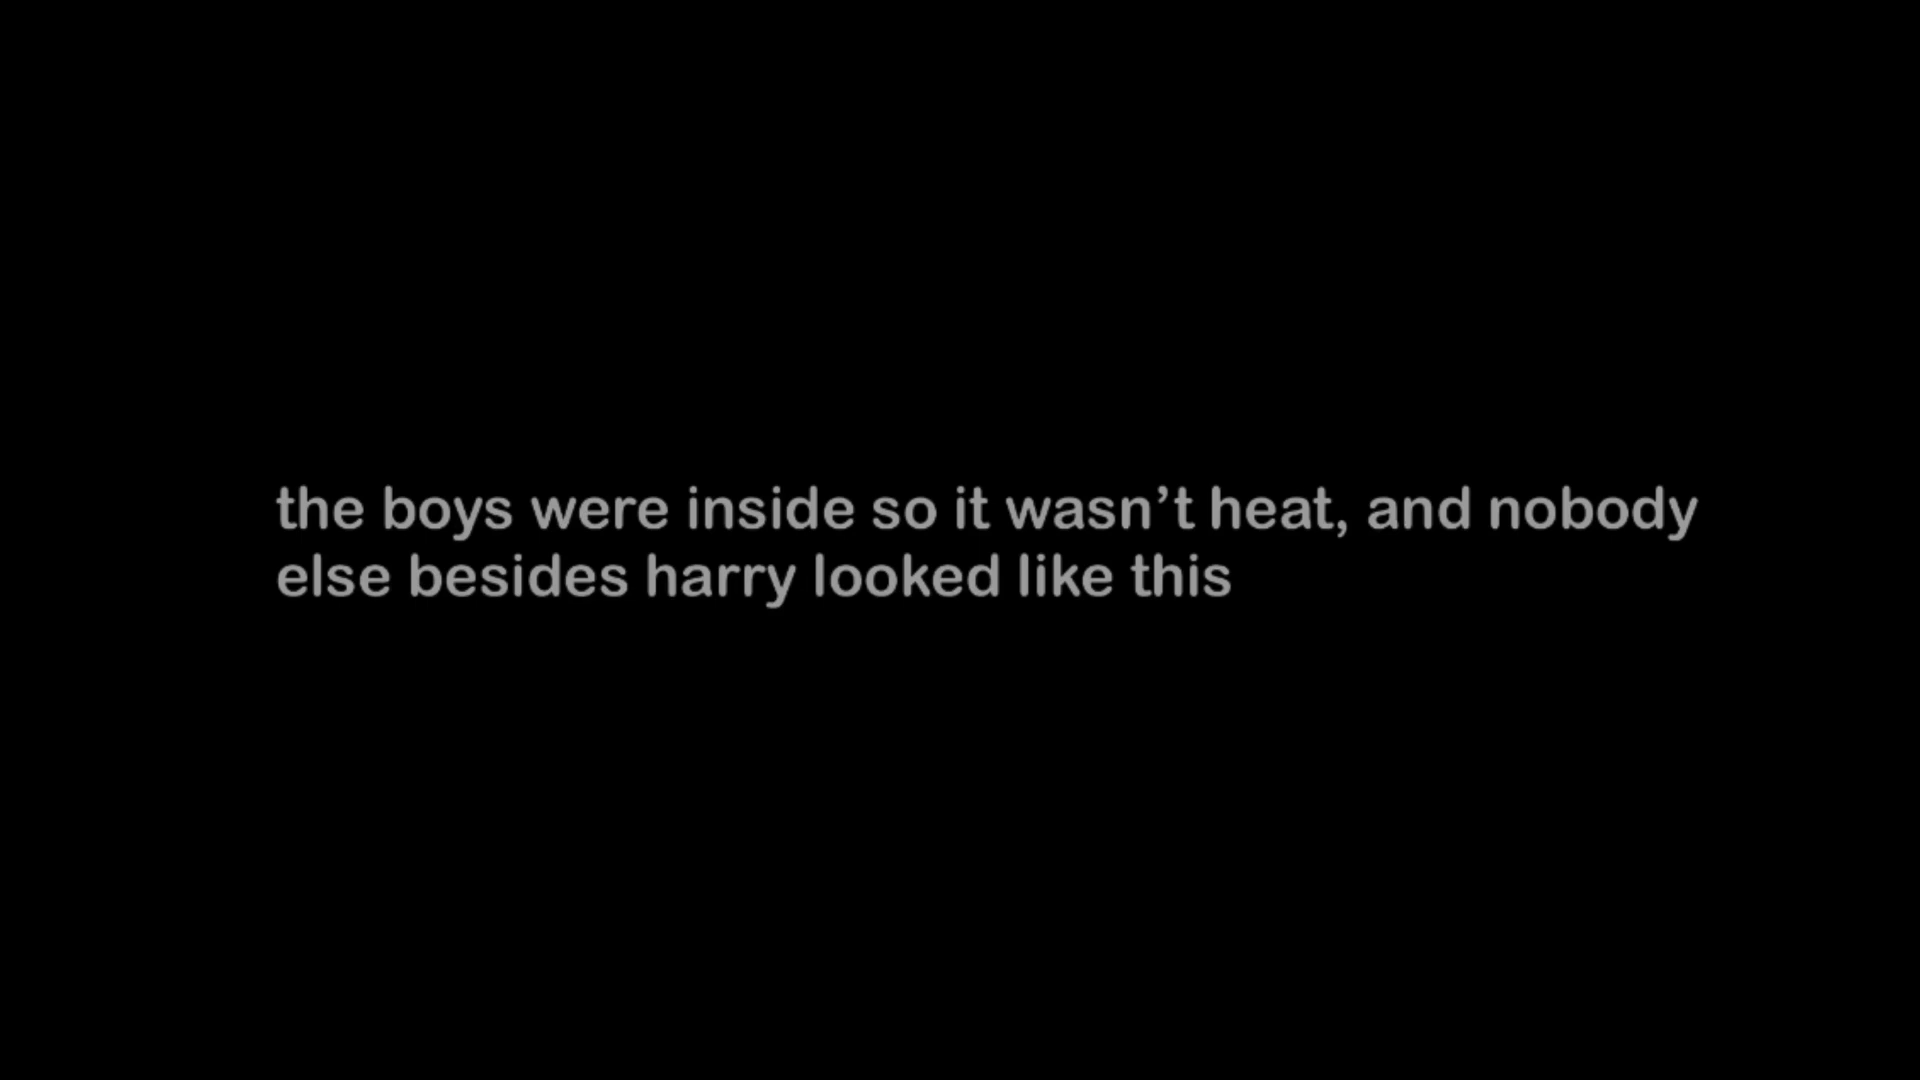 the boys were inside so it wasn’t heat, and nobody
else besides harry looked like this